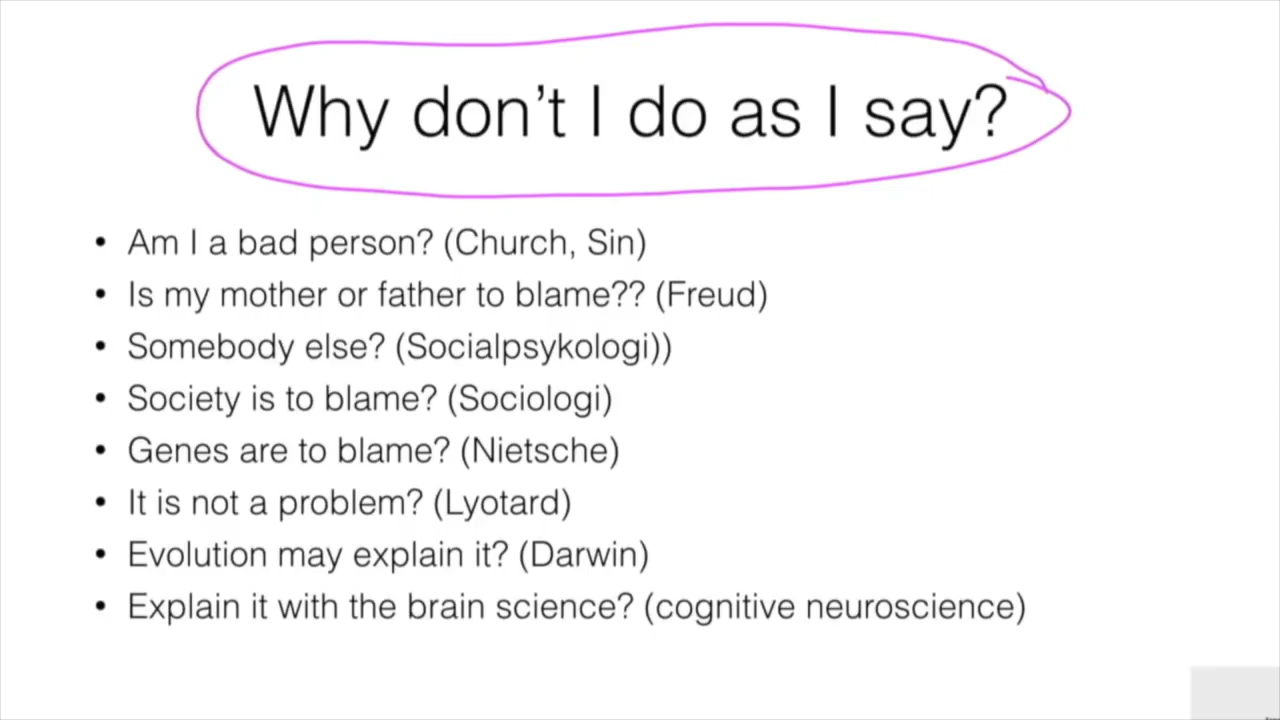 Why don't I do as I say?
• Am I a bad person? (Church, Sin)
• Is my mother or father to blame?? (Freud)
• Somebody else? (Socialpsykologi))
• Society is to blame? (Sociologi)
• Genes are to blame? (Nietsche)
• It is not a problem? (Lyotard)
• Evolution may explain it? (Darwin)
• Explain it with the brain science? (cognitive neuroscience)